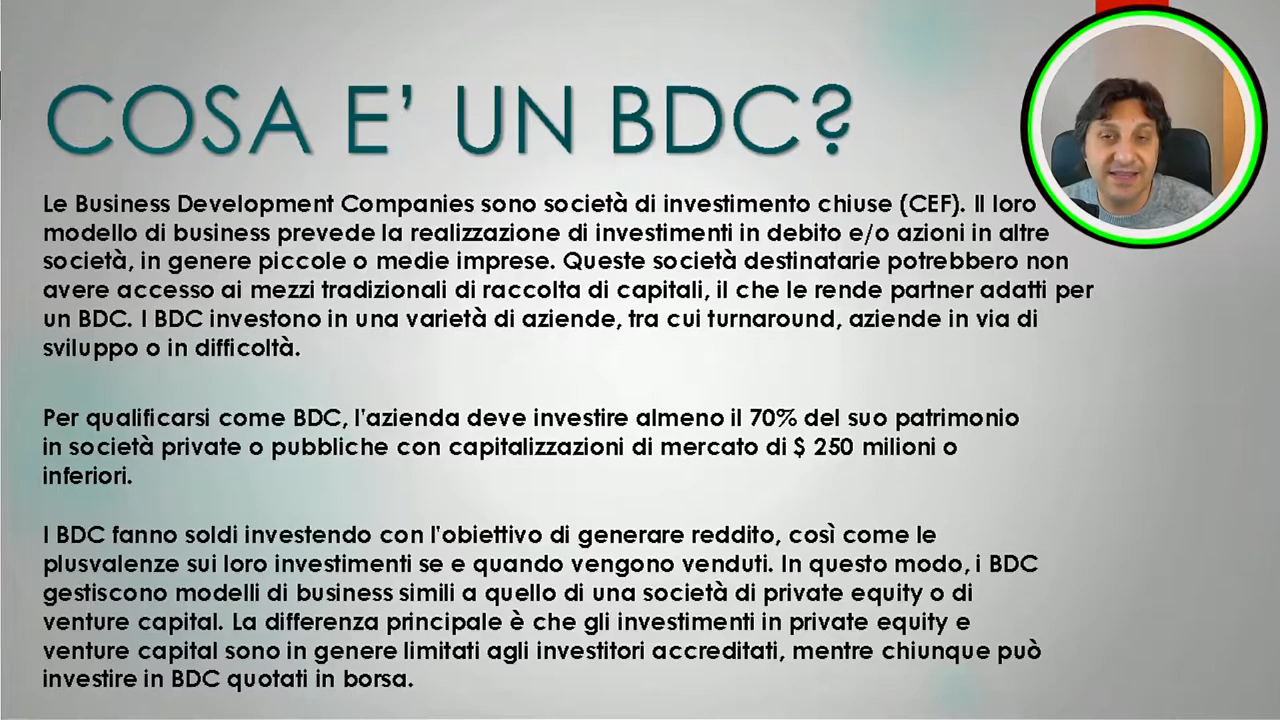 COSA E' UN BDC?
Le Business Development Companies sono società di investimento chiuse (CEF). Il loro
modello di business prevede la realizzazione di investimenti in debito e/o azioni in altre
società, in genere piccole o medie imprese. Queste società destinatarie potrebbero non
avere accesso ai mezzi tradizionali di raccolta di capitali, il che le rende partner adatti per
un BDC. I BDC investono in una varietà di aziende, tra cui turnaround, aziende in via di
sviluppo o in difficoltà.
Per qualificarsi come BDC, l'azienda deve investire almeno il 70% del suo patrimonio
in società private o pubbliche con capitalizzazioni di mercato di $ 250 milioni o
inferiori.
I BDC fanno soldi investendo con l'obiettivo di generare reddito, così come le
plusvalenze sui loro investimenti se e quando vengono venduti. In questo modo, i BDC
gestiscono modelli di business simili a quello di una società di private equity o di
venture capital. La differenza principale è che gli investimenti in private equity e
venture capital sono in genere limitati agli investitori accreditati, mentre chiunque può
investire in BDC quotati in borsa.